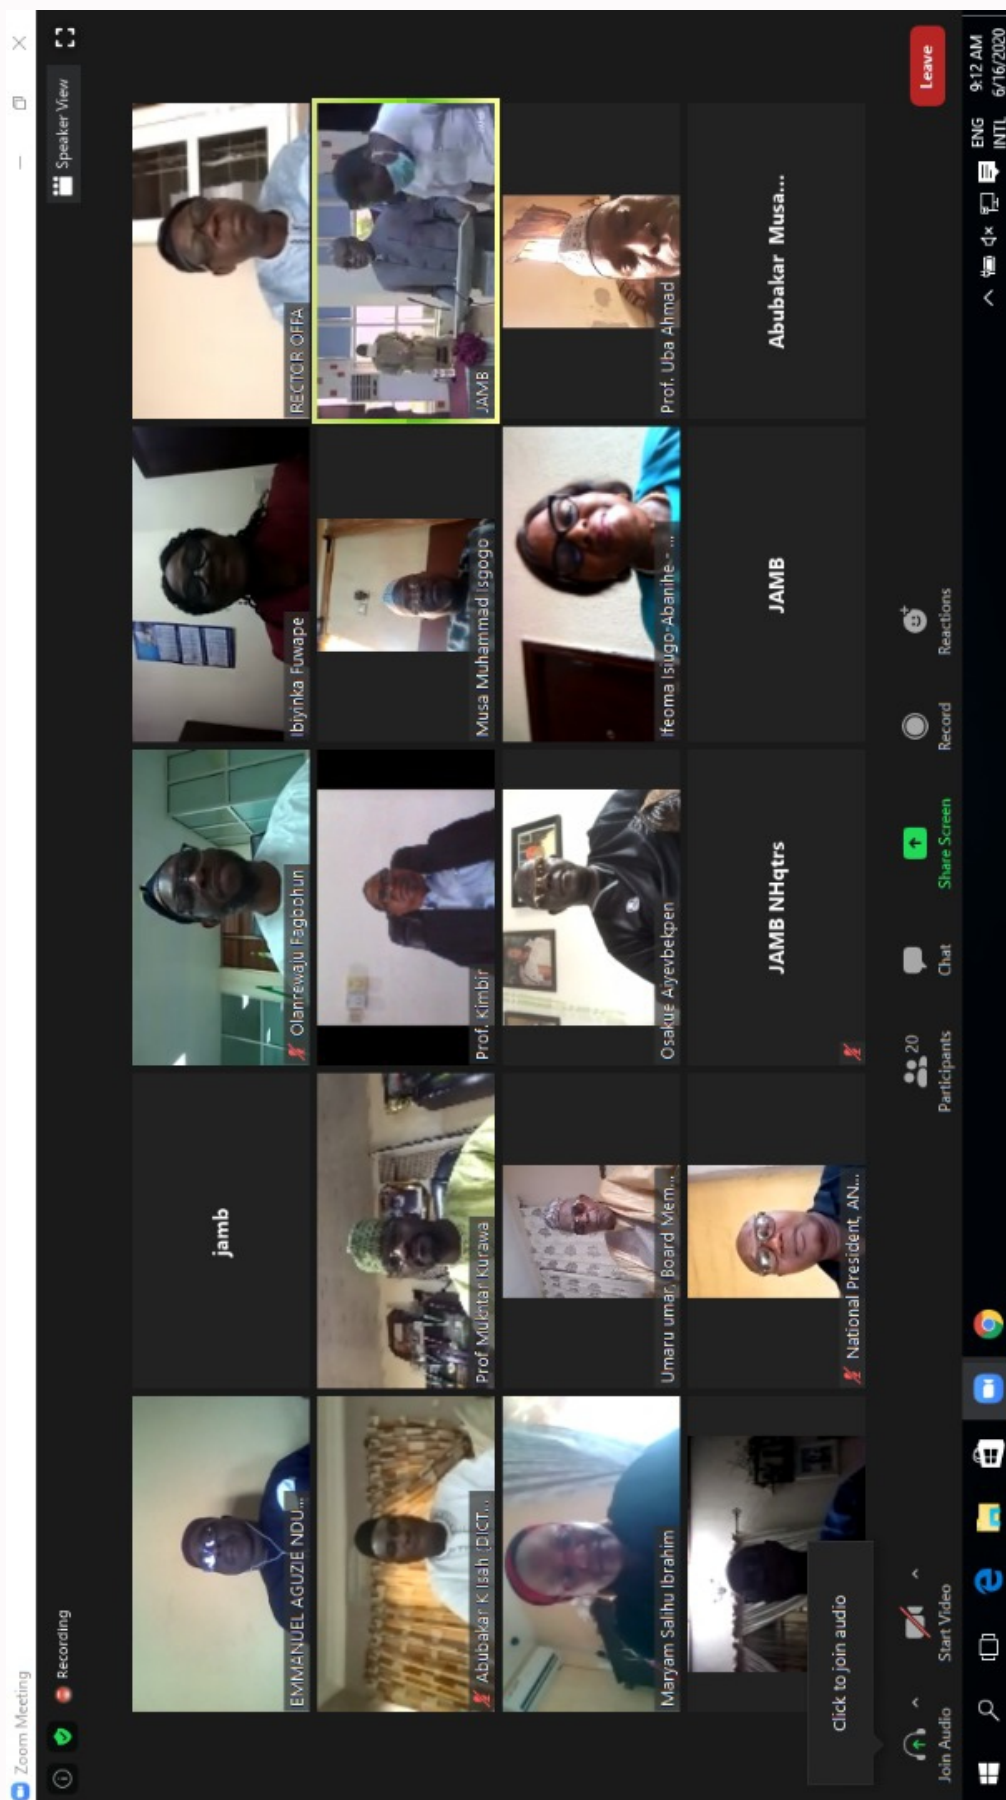 Zoom Meeting
Recording
Speaker View
EMMANUEL AGUZIE NDU...
jamb
Olanrewaju Fagbohun
Ibiyinka Fuwape
RECTOR OFFA
Abubakar K Isah (DICT...
Prof Mukhtar Kurawa
Prof. Kimbir
Musa Muhammad Isgogo
JAMB
Maryam Salihu Ibrahim
Umaru umar, Board Mem...
Osakue Aiyevbekpen
Ifeoma Isiugo-Abanihe - ...
Prof. Uba Ahmad
National President, AN...
JAMB NHqtrs
JAMB
Abubakar Musa...
Click to join audio
Join Audio
Start Video
20
Participants
Chat
Share Screen
Record
Reactions
Leave
ENG
INTL
9:12 AM
6/16/2020